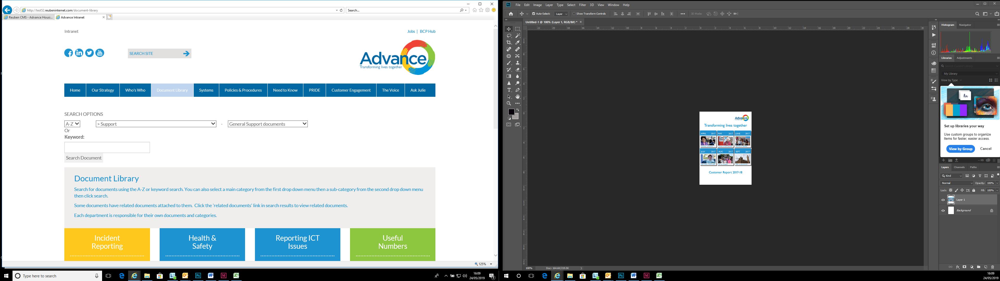 http://test52.reubeninternet.com/document-library
Search...
Reuben CMS - Advance Housi...
Advance Intranet
Intranet
Jobs | BCP Hub
SEARCH SITE
Advance
Transforming lives together
Home
Our Strategy
Who's Who
Document Library
Systems
Policies & Procedures
Need to Know
PRIDE
Customer Engagement
The Voice
Ask Julie
SEARCH OPTIONS
A-Z
> Support
-
General Support documents
Or
Keyword:
Search Document
Document Library
Search for documents using the A-Z or keyword search. You can also select a main category from the first drop down menu then a sub-category from the second drop down menu
then click search.
Some documents have related documents attached to them. Click the 'related documents' link in search results to view related documents.
Each department is responsible for their own documents and categories.
Incident
Reporting
Health &
Safety
Reporting ICT
Issues
Useful
Numbers
125%
Type here to search
16:09
24/05/2019
Ps
File Edit Image Layer Type Select Filter 3D View Window Help
Auto-Select:
Layer
Show Transform Controls
3D Mode:
Untitled-1 @ 100% (Layer 1, RGB/8#) *
Advance
Transforming lives together
APRIL 2017
MAY 2017
JUNE 2017
JULY 2017
AUG 2017
SEPT 2017
Customer Report 2017-18
100%
Doc: 164.6K/219.5K
Histogram
Navigator
Libraries
Adjustments
Search Current Library
My Library
View by Type
Aa
Set up libraries your way
Use custom groups to organize
items for faster, easier access.
View by Group
Cancel
-- KB
Layers
Channels
Paths
Kind
Normal
Opacity: 100%
Lock:
Fill: 100%
Layer 1
Background
16:09
24/05/2019